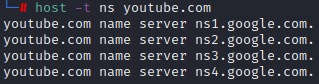 └─# host -t ns youtube.com
youtube.com name server ns1.google.com.
youtube.com name server ns2.google.com.
youtube.com name server ns3.google.com.
youtube.com name server ns4.google.com.